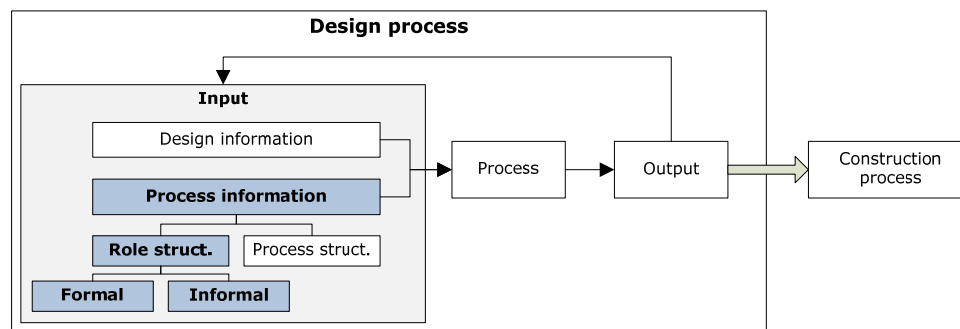 Design process
Input
Design information
Process information
Role struct.
Process struct.
Formal
Informal
Process
Output
Construction
process